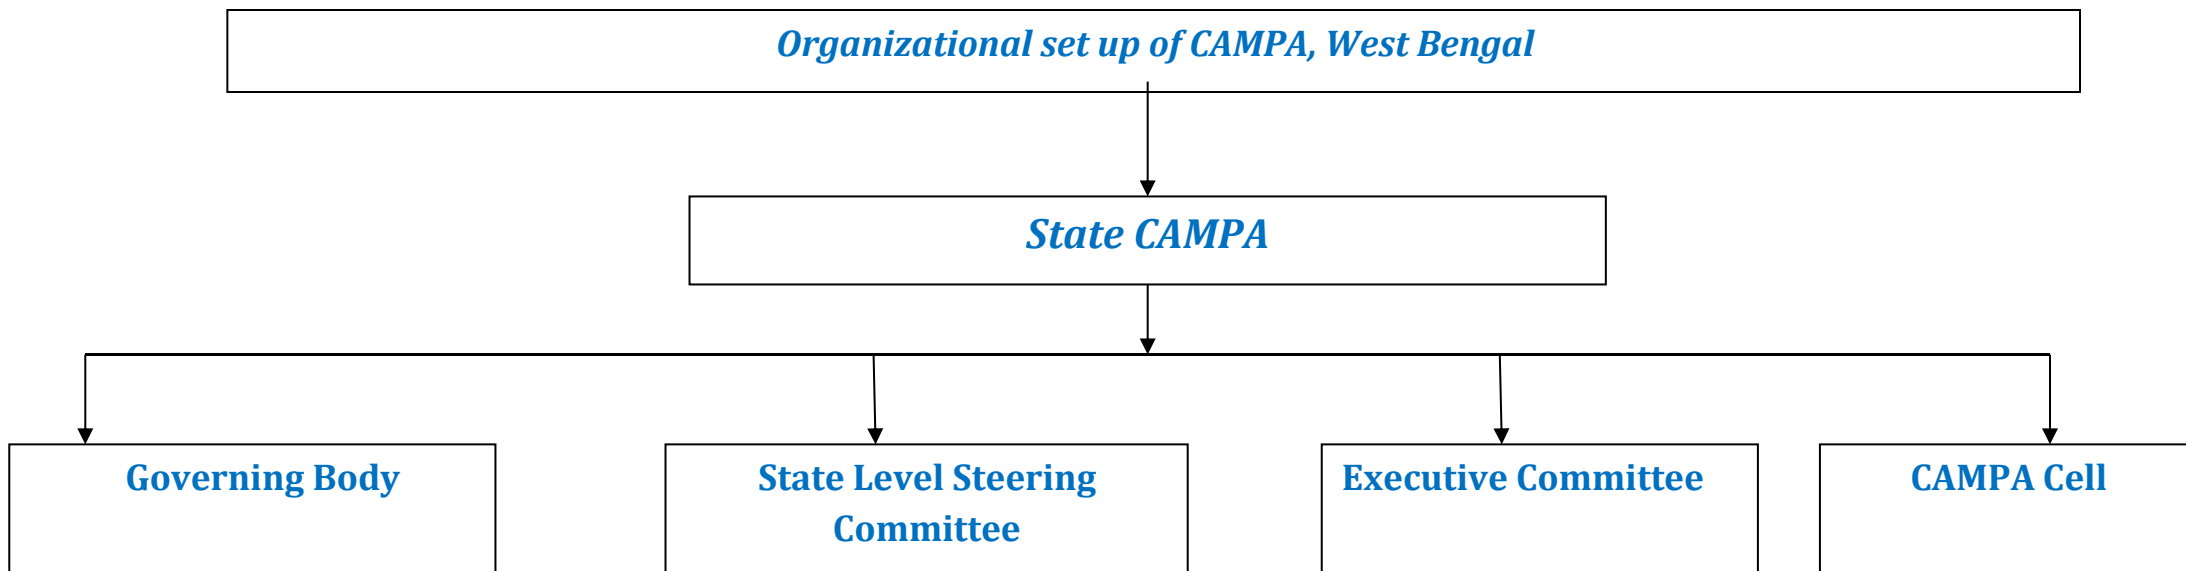 Organizational set up of CAMPA, West Bengal
State CAMPA
Governing Body
State Level Steering
Committee
Executive Committee
CAMPA Cell